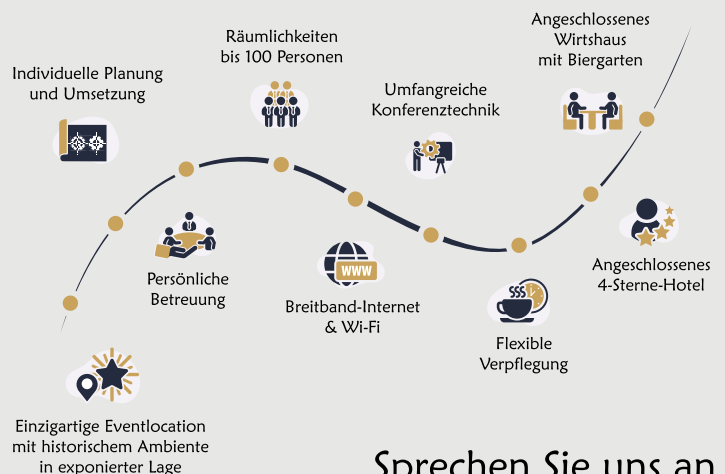 Angeschlossenes
Wirtshaus
mit Biergarten
Räumlichkeiten
bis 100 Personen
Individuelle Planung
und Umsetzung
Umfangreiche
Konferenztechnik
WWW
Persönliche
Betreuung
Breitband-Internet
& Wi-Fi
Angeschlossenes
4-Sterne-Hotel
Flexible
Verpflegung
Einzigartige Eventlocation
mit historischem Ambiente
in exponierter Lage
Sprechen Sie uns an